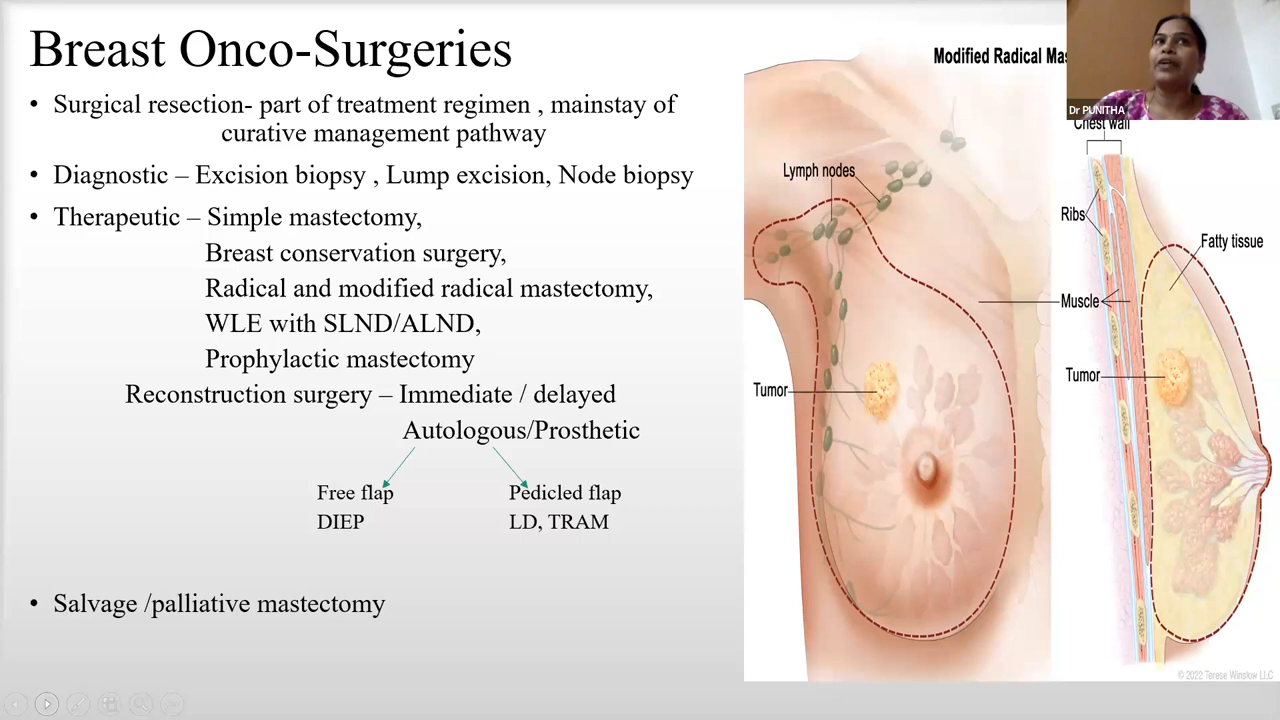 Breast Onco-Surgeries
• Surgical resection- part of treatment regimen , mainstay of
curative management pathway
• Diagnostic – Excision biopsy , Lump excision, Node biopsy
• Therapeutic – Simple mastectomy,
Breast conservation surgery,
Radical and modified radical mastectomy,
WLE with SLND/ALND,
Prophylactic mastectomy
Reconstruction surgery – Immediate / delayed
Autologous/Prosthetic
Free flap
DIEP
Pedicled flap
LD, TRAM
• Salvage /palliative mastectomy
Modified Radical Mas
Dr PUNITHA
Chest wall
Lymph nodes
Ribs
Fatty tissue
Muscle
Tumor
Tumor
© 2022 Terese Winslow LLC